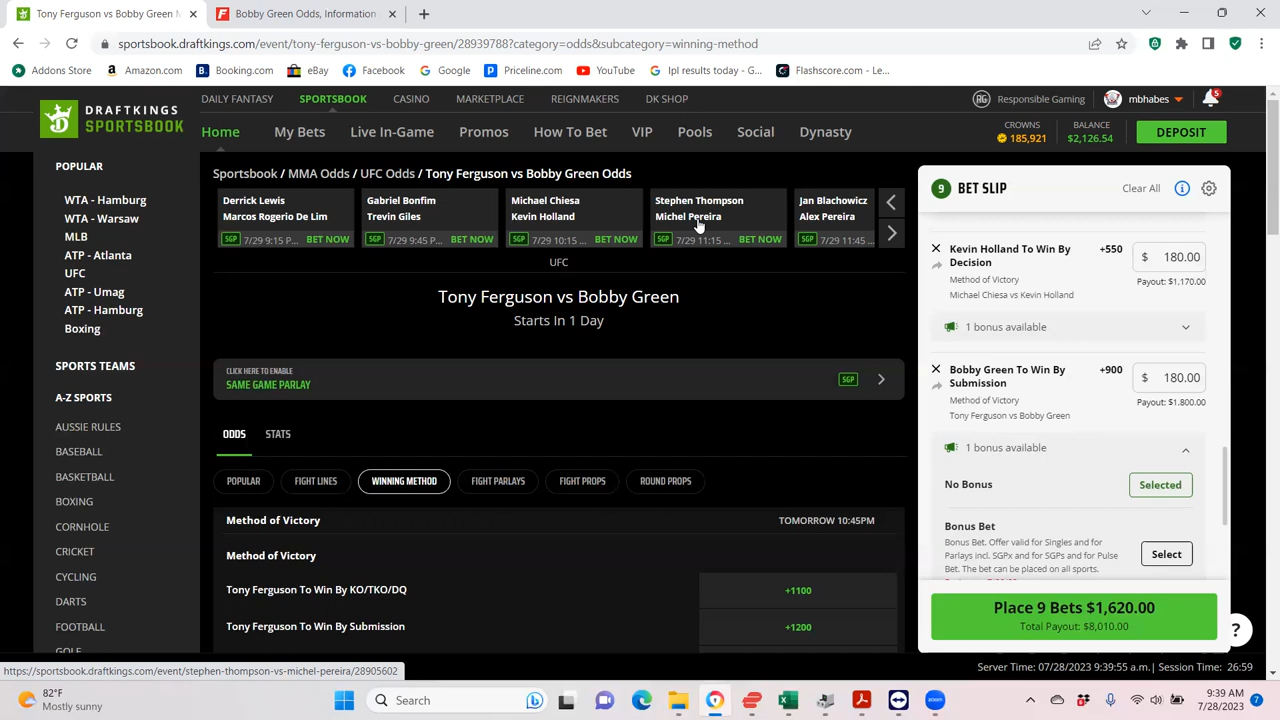 Tony Ferguson vs Bobby Green M
Bobby Green Odds, Information
sportsbook.draftkings.com/event/tony-ferguson-vs-bobby-green/28939788?category=odds&subcategory=winning-method
Addons Store
Amazon.com
Booking.com
eBay
Facebook
Google
Priceline.com
YouTube
Ipl results today - G...
Flashscore.com - Le...
DRAFTKINGS
SPORTSBOOK
DAILY FANTASY
SPORTSBOOK
CASINO
MARKETPLACE
REIGNMAKERS
DK SHOP
RG Responsible Gaming
mbhabes
5
Home
My Bets
Live In-Game
Promos
How To Bet
VIP
Pools
Social
Dynasty
CROWNS
185,921
BALANCE
$2,126.54
DEPOSIT
POPULAR
WTA - Hamburg
WTA - Warsaw
MLB
ATP - Atlanta
UFC
ATP - Umag
ATP - Hamburg
Boxing
SPORTS TEAMS
A-Z SPORTS
AUSSIE RULES
BASEBALL
BASKETBALL
BOXING
CORNHOLE
CRICKET
CYCLING
DARTS
FOOTBALL
GOLF
Sportsbook / MMA Odds / UFC Odds / Tony Ferguson vs Bobby Green Odds
Derrick Lewis
Marcos Rogerio De Lim
SGP 7/29 9:15 P... BET NOW
Gabriel Bonfim
Trevin Giles
SGP 7/29 9:45 P... BET NOW
Michael Chiesa
Kevin Holland
SGP 7/29 10:15 ... BET NOW
Stephen Thompson
Michel Pereira
SGP 7/29 11:15 ... BET NOW
Jan Blachowicz
Alex Pereira
SGP 7/29 11:45 ...
UFC
Tony Ferguson vs Bobby Green
Starts In 1 Day
CLICK HERE TO ENABLE
SAME GAME PARLAY
SGP
ODDS
STATS
POPULAR
FIGHT LINES
WINNING METHOD
FIGHT PARLAYS
FIGHT PROPS
ROUND PROPS
Method of Victory
TOMORROW 10:45PM
Method of Victory
Tony Ferguson To Win By KO/TKO/DQ
+1100
Tony Ferguson To Win By Submission
+1200
9 BET SLIP
Clear All
Kevin Holland To Win By
Decision
+550
$ 180.00
Method of Victory
Payout: $1,170.00
Michael Chiesa vs Kevin Holland
1 bonus available
Bobby Green To Win By
Submission
+900
$ 180.00
Method of Victory
Payout: $1,800.00
Tony Ferguson vs Bobby Green
1 bonus available
No Bonus
Selected
Bonus Bet
Bonus Bet. Offer valid for Singles and for
Parlays incl. SGPx and for SGPs and for Pulse
Bet. The bet can be placed on all sports.
Select
Place 9 Bets $1,620.00
Total Payout: $8,010.00
?
https://sportsbook.draftkings.com/event/stephen-thompson-vs-michel-pereira/28905602
Server Time: 07/28/2023 9:39:55 a.m.| Session Time: 26:59
82°F
Mostly sunny
Search
9:39 AM
7/28/2023
7